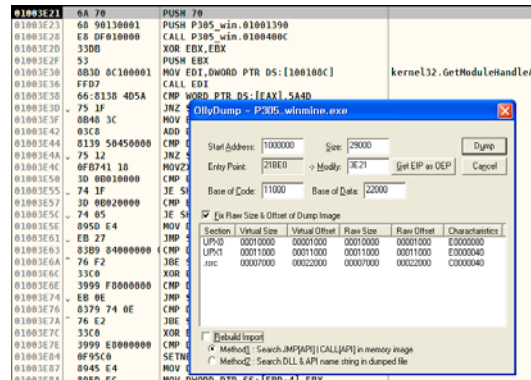 01003E21 6A 70 PUSH 70
01003E23 68 90130001 PUSH P305_win.01001390
01003E28 E8 DF010000 CALL P305_win.0100400C
01003E2D 33DB XOR EBX,EBX
01003E2F 53 PUSH EBX
01003E30 8B3D 8C100001 MOV EDI,DWORD PTR DS:[100108C] kernel32.GetModuleHandleA
01003E36 FFD7 CALL EDI
01003E38 66:8138 4D5A CMP WORD PTR DS:[EAX],5A4D
01003E3D 75 1F JNZ S
01003E3F 8B48 3C MOV E
01003E42 03C8 ADD E
01003E44 8139 50450000 CMP D
01003E4A 75 12 JNZ S
01003E4C 0FB741 18 MOVZX
01003E50 3D 0B010000 CMP E
01003E55 74 1F JE SH
01003E57 3D 0B020000 CMP E
01003E5C 74 05 JE SH
01003E5E 895D E4 MOV D
01003E61 EB 27 JMP S
01003E63 83B9 84000000 CMP D
01003E6A 76 F2 JBE S
01003E6C 33C0 XOR E
01003E6E 3999 F8000000 CMP D
01003E74 EB 0E JMP S
01003E76 8379 74 0E CMP D
01003E7A 76 E2 JBE S
01003E7C 33C0 XOR E
01003E7E 3999 E8000000 CMP D
01003E84 0F95C0 SETNE
01003E87 8945 E4 MOV D
OllyDump - P305_winmine.exe
Start Address: 1000000 Size: 29000 Dump
Entry Point: 21BE0 -> Modify: 3E21 Get EIP as OEP Cancel
Base of Code: 11000 Base of Data: 22000
Fix Raw Size & Offset of Dump Image
Section Virtual Size Virtual Offset Raw Size Raw Offset Charactaristics
UPX0 00010000 00001000 00010000 00001000 E0000080
UPX1 00011000 00011000 00011000 00011000 E0000040
.rsrc 00007000 00022000 00007000 00022000 C0000040
Rebuild Import
Method1 : Search JMP[API] | CALL[API] in memory image
Method2 : Search DLL & API name string in dumped file